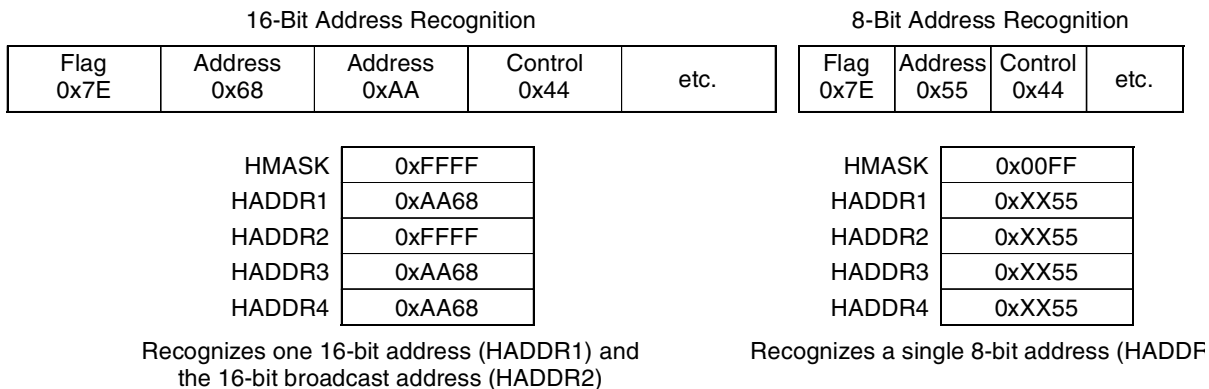 16-Bit Address Recognition
8-Bit Address Recognition
Flag Address Address Control etc.
0x7E 0x68 0xAA 0x44
Flag Address Control etc.
0x7E 0x55 0x44
HMASK 0xFFFF
HADDR1 0xAA68
HADDR2 0xFFFF
HADDR3 0xAA68
HADDR4 0xAA68
Recognizes one 16-bit address (HADDR1) and
the 16-bit broadcast address (HADDR2)
HMASK 0x00FF
HADDR1 0xXX55
HADDR2 0xXX55
HADDR3 0xXX55
HADDR4 0xXX55
Recognizes a single 8-bit address (HADDR